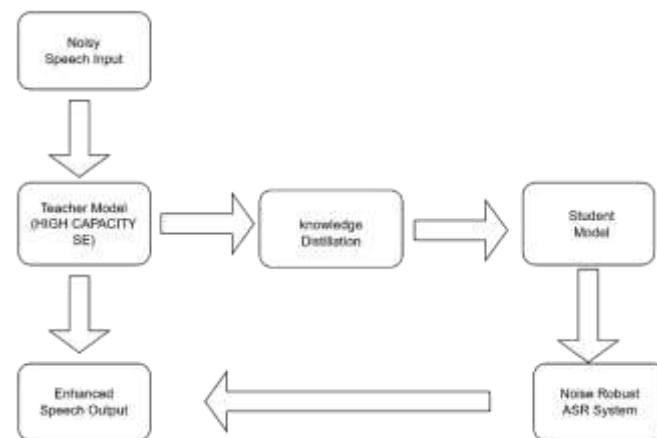 Noisy
Speech Input
Teacher Model
(HIGH CAPACITY
SE)
knowledge
Distillation
Student
Model
Enhanced
Speech Output
Noise Robust
ASR System